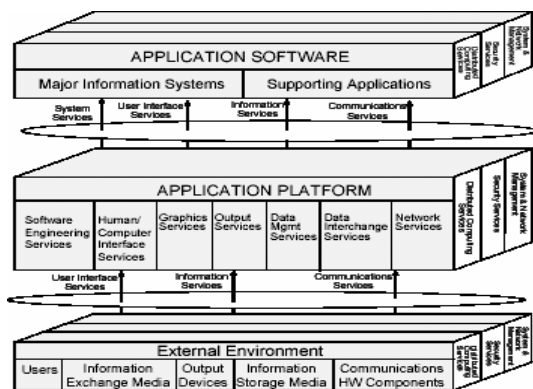 APPLICATION SOFTWARE
Major Information Systems
Supporting Applications
Distributed
Computing
Services
Security
Services
System &
Network
Management
System
Services
User Interface
Services
Information
Services
Communications
Services
APPLICATION PLATFORM
Software
Engineering
Services
Human/
Computer
Interface
Services
Graphics
Services
Output
Services
Data
Mgmt
Services
Data
Interchange
Services
Network
Services
Distributed Computing
Services
Security Services
System & Network
Management
User Interface
Services
Information
Services
Communications
Services
External Environment
Users
Information
Exchange Media
Output
Devices
Information
Storage Media
Communications
HW Components
Distributed
Computing
Services
Security
Services
System &
Network
Management